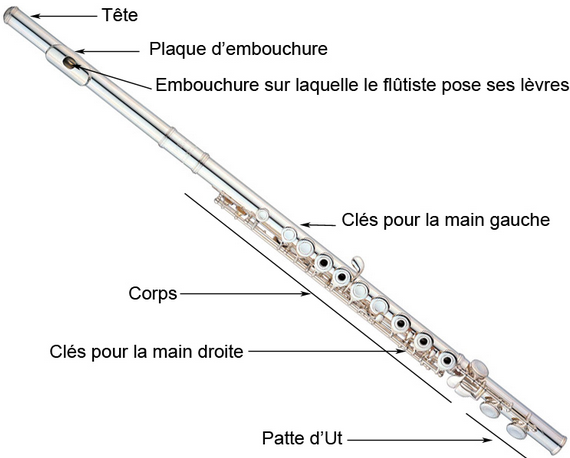 Tête
Plaque d'embouchure
Embouchure sur laquelle le flûtiste pose ses lèvres
Clés pour la main gauche
Corps
Clés pour la main droite
Patte d'Ut